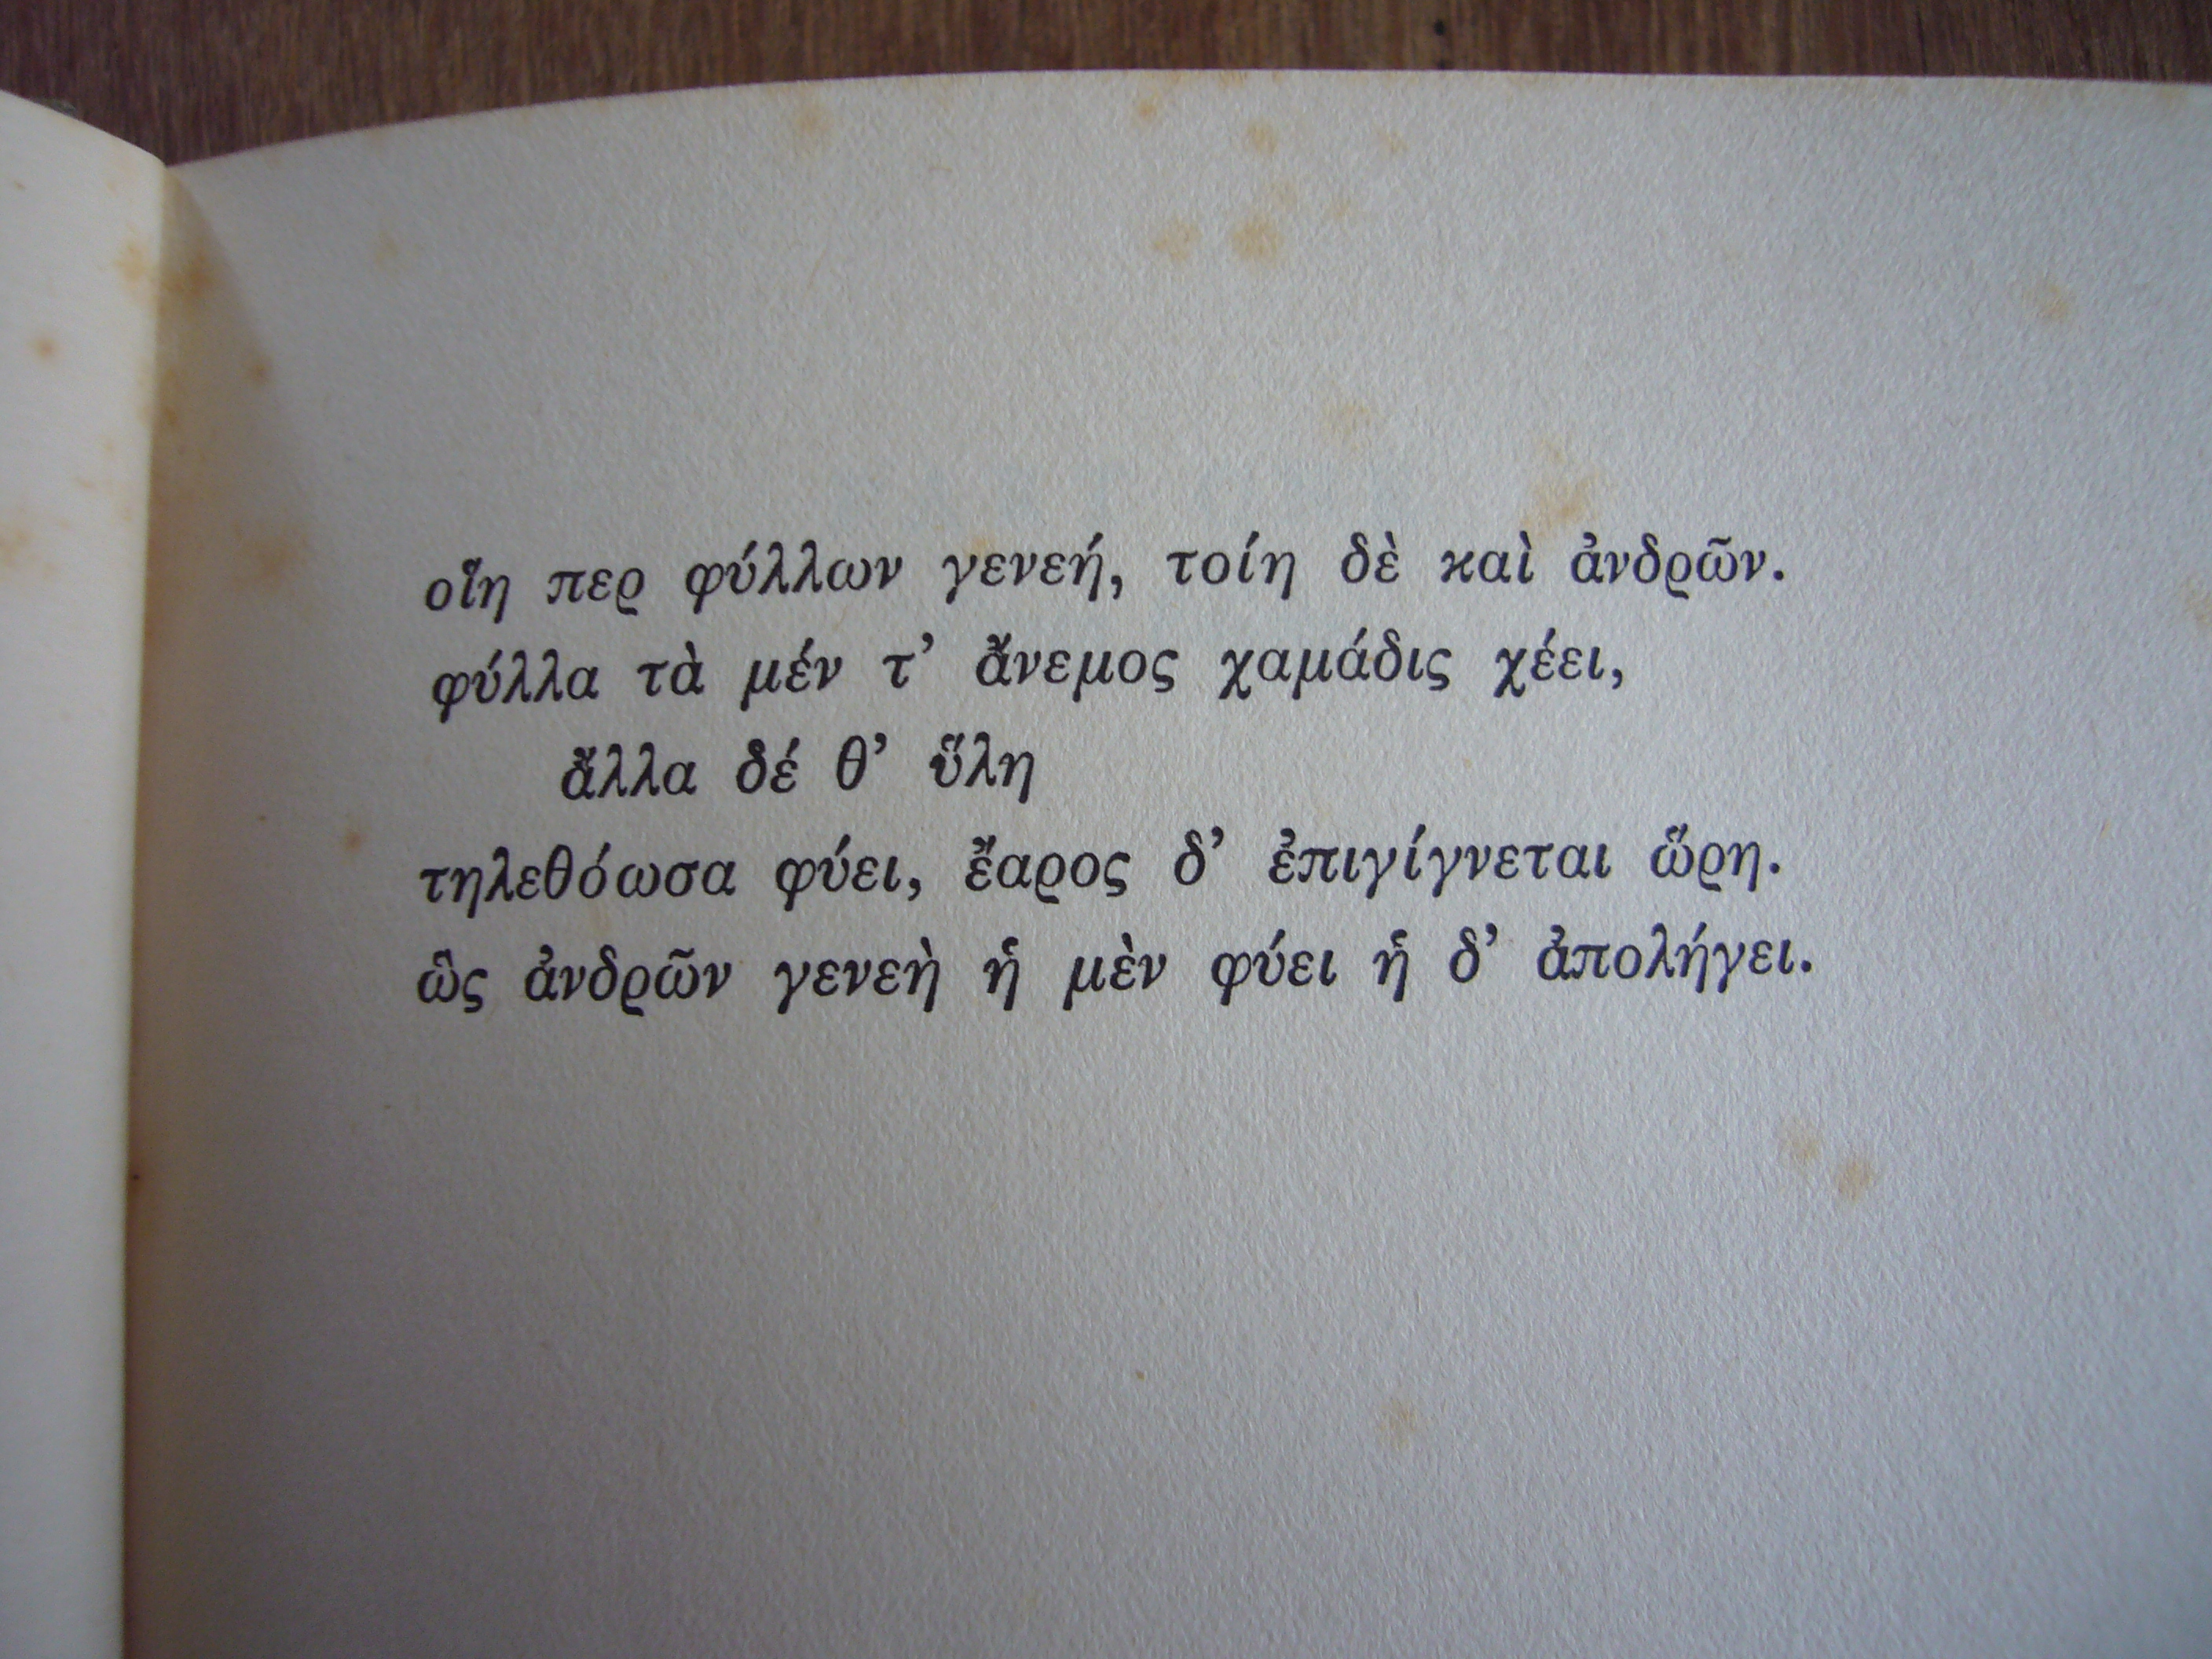 οἵη περ φύλλων γενεή, τοίη δὲ καὶ ἀνδρῶν.
φύλλα τὰ μέν τ’ ἄνεμος χαμάδις χέει,
ἄλλα δέ θ’ ὕλη
τηλεθόωσα φύει, ἔαρος δ’ ἐπιγίγνεται ὥρη.
ὣς ἀνδρῶν γενεὴ ἡ μὲν φύει ἡ δ’ ἀπολήγει.